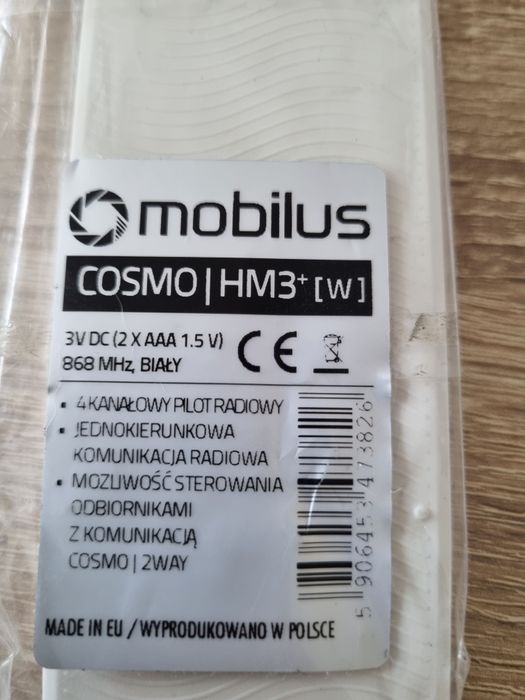 mobilus
COSMO | HM3+ [W]
3V DC (2 X AAA 1.5 V)
868 MHz, BIAŁY
CE
• 4 KANAŁOWY PILOT RADIOWY
• JEDNOKIERUNKOWA
KOMUNIKACJA RADIOWA
• MOZLIWOŚĆ STEROWANIA
ODBIORNIKAMI
Z KOMUNIKACJĄ
COSMO | 2WAY
5 906453 473826
MADE IN EU / WYPRODUKOWANO W POLSCE